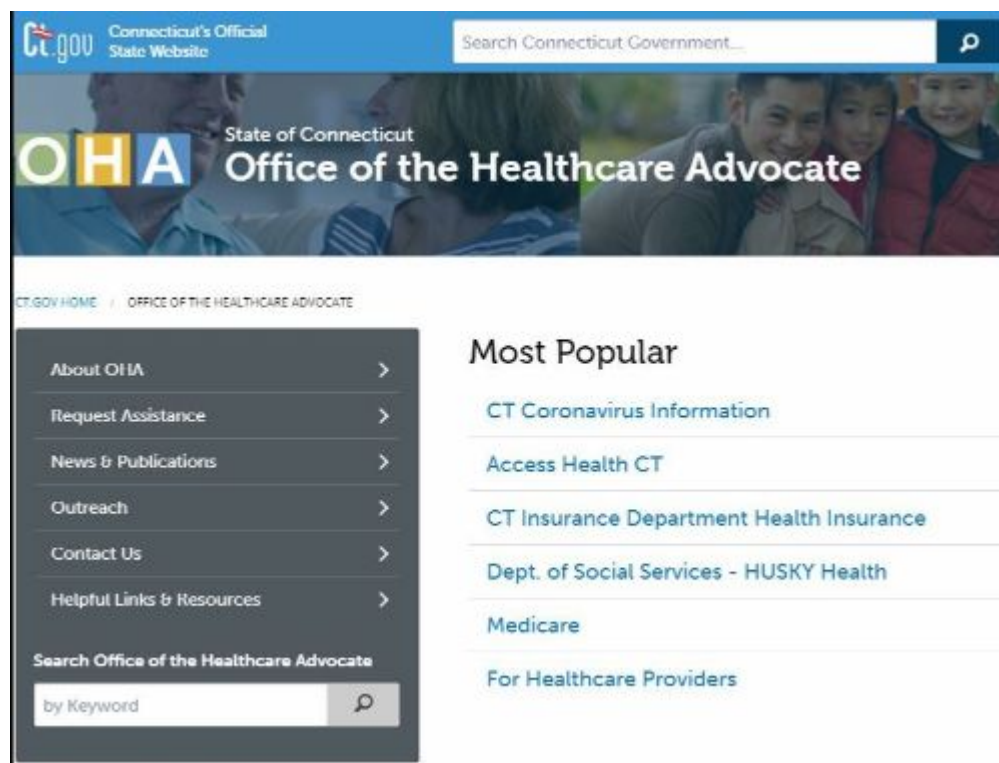 Ct.gov Connecticut's Official
State Website
Search Connecticut Government...
OHA
State of Connecticut
Office of the Healthcare Advocate
CT.GOV HOME / OFFICE OF THE HEALTHCARE ADVOCATE
About OHA
Request Assistance
News & Publications
Outreach
Contact Us
Helpful Links & Resources
Search Office of the Healthcare Advocate
by Keyword
Most Popular
CT Coronavirus Information
Access Health CT
CT Insurance Department Health Insurance
Dept. of Social Services - HUSKY Health
Medicare
For Healthcare Providers